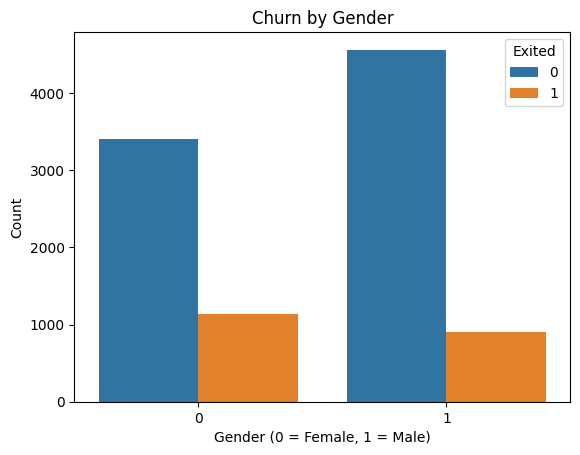 Churn by Gender
Exited
0
1
4000
3000
2000
1000
0
Count
0 1
Gender (0 = Female, 1 = Male)